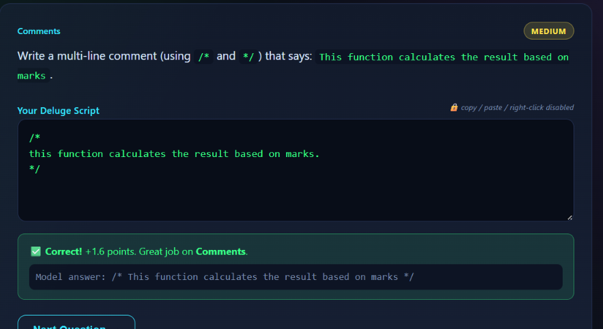 Comments
MEDIUM
Write a multi-line comment (using /* and */ ) that says: This function calculates the result based on
marks .
Your Deluge Script
🔒 copy / paste / right-click disabled
/*
this function calculates the result based on marks.
*/
✅ Correct! +1.6 points. Great job on Comments.
Model answer: /* This function calculates the result based on marks */
Next Question